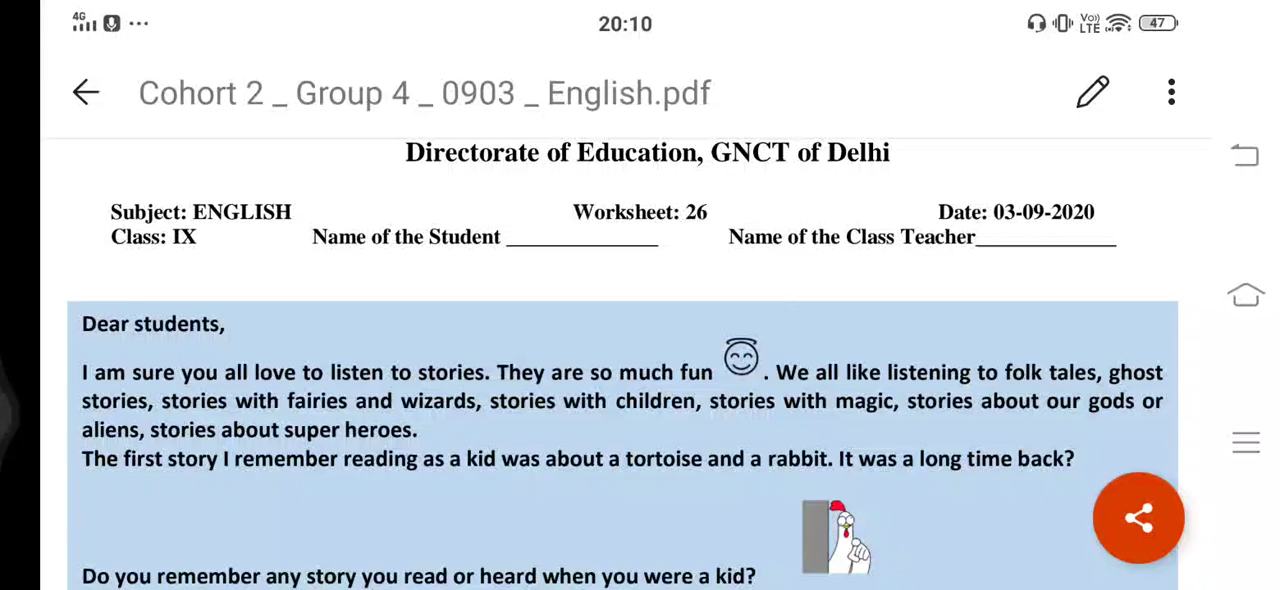 4G 20:10 Vo) LTE 47
Cohort 2 _ Group 4 _ 0903 _ English.pdf
Directorate of Education, GNCT of Delhi
Subject: ENGLISH Worksheet: 26 Date: 03-09-2020
Class: IX Name of the Student ______________ Name of the Class Teacher_____________
Dear students,
I am sure you all love to listen to stories. They are so much fun . We all like listening to folk tales, ghost
stories, stories with fairies and wizards, stories with children, stories with magic, stories about our gods or
aliens, stories about super heroes.
The first story I remember reading as a kid was about a tortoise and a rabbit. It was a long time back?
Do you remember any story you read or heard when you were a kid?